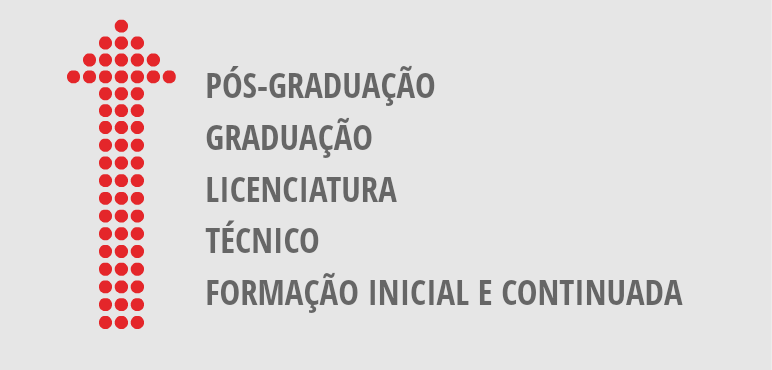 PÓS-GRADUAÇÃO
GRADUAÇÃO
LICENCIATURA
TÉCNICO
FORMAÇÃO INICIAL E CONTINUADA